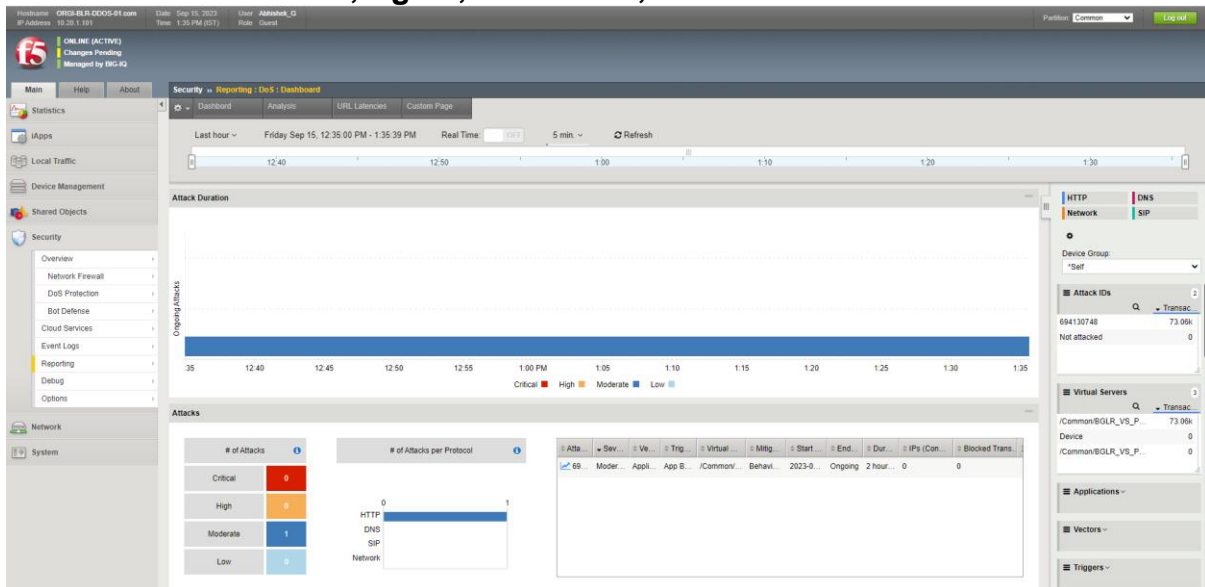 Hostname ORGI-BLR-DDOS-01.com Date Sep 15, 2023 User Abhishek_G
IP Address 10.20.1.101 Time 1:35 PM (IST) Role Guest
Partition: Common Log out
f5
ONLINE (ACTIVE)
Changes Pending
Managed by BIG-IQ
Main Help About
Security » Reporting : DoS : Dashboard
Dashbord Analysis URL Latencies Custom Page
Statistics
iApps
Local Traffic
Device Management
Shared Objects
Security
Overview
Network Firewall
DoS Protection
Bot Defense
Cloud Services
Event Logs
Reporting
Debug
Options
Network
System
Last hour Friday Sep 15, 12:35:00 PM - 1:35:39 PM Real Time: OFF 5 min. Refresh
12:40 12:50 1:00 1:10 1:20 1:30
Attack Duration
Ongoing Attacks
:35 12:40 12:45 12:50 12:55 1:00 PM 1:05 1:10 1:15 1:20 1:25 1:30 1:35
Critical High Moderate Low
Attacks
# of Attacks
Critical 0
High 0
Moderate 1
Low 0
# of Attacks per Protocol
0 1
HTTP
DNS
SIP
Network
Atta... Sev... Ve... Trig... Virtual ... Mitig... Start ... End... Dur... IPs (Con... Blocked Trans...
69... Moder... Appli... App B... /Common/... Behavi... 2023-0... Ongoing 2 hour... 0 0
HTTP DNS
Network SIP
Device Group:
*Self
Attack IDs 2
Transac...
694130748 73.06k
Not attacked 0
Virtual Servers 3
Transac...
/Common/BGLR_VS_P... 73.06k
Device 0
/Common/BGLR_VS_P... 0
Applications
Vectors
Triggers